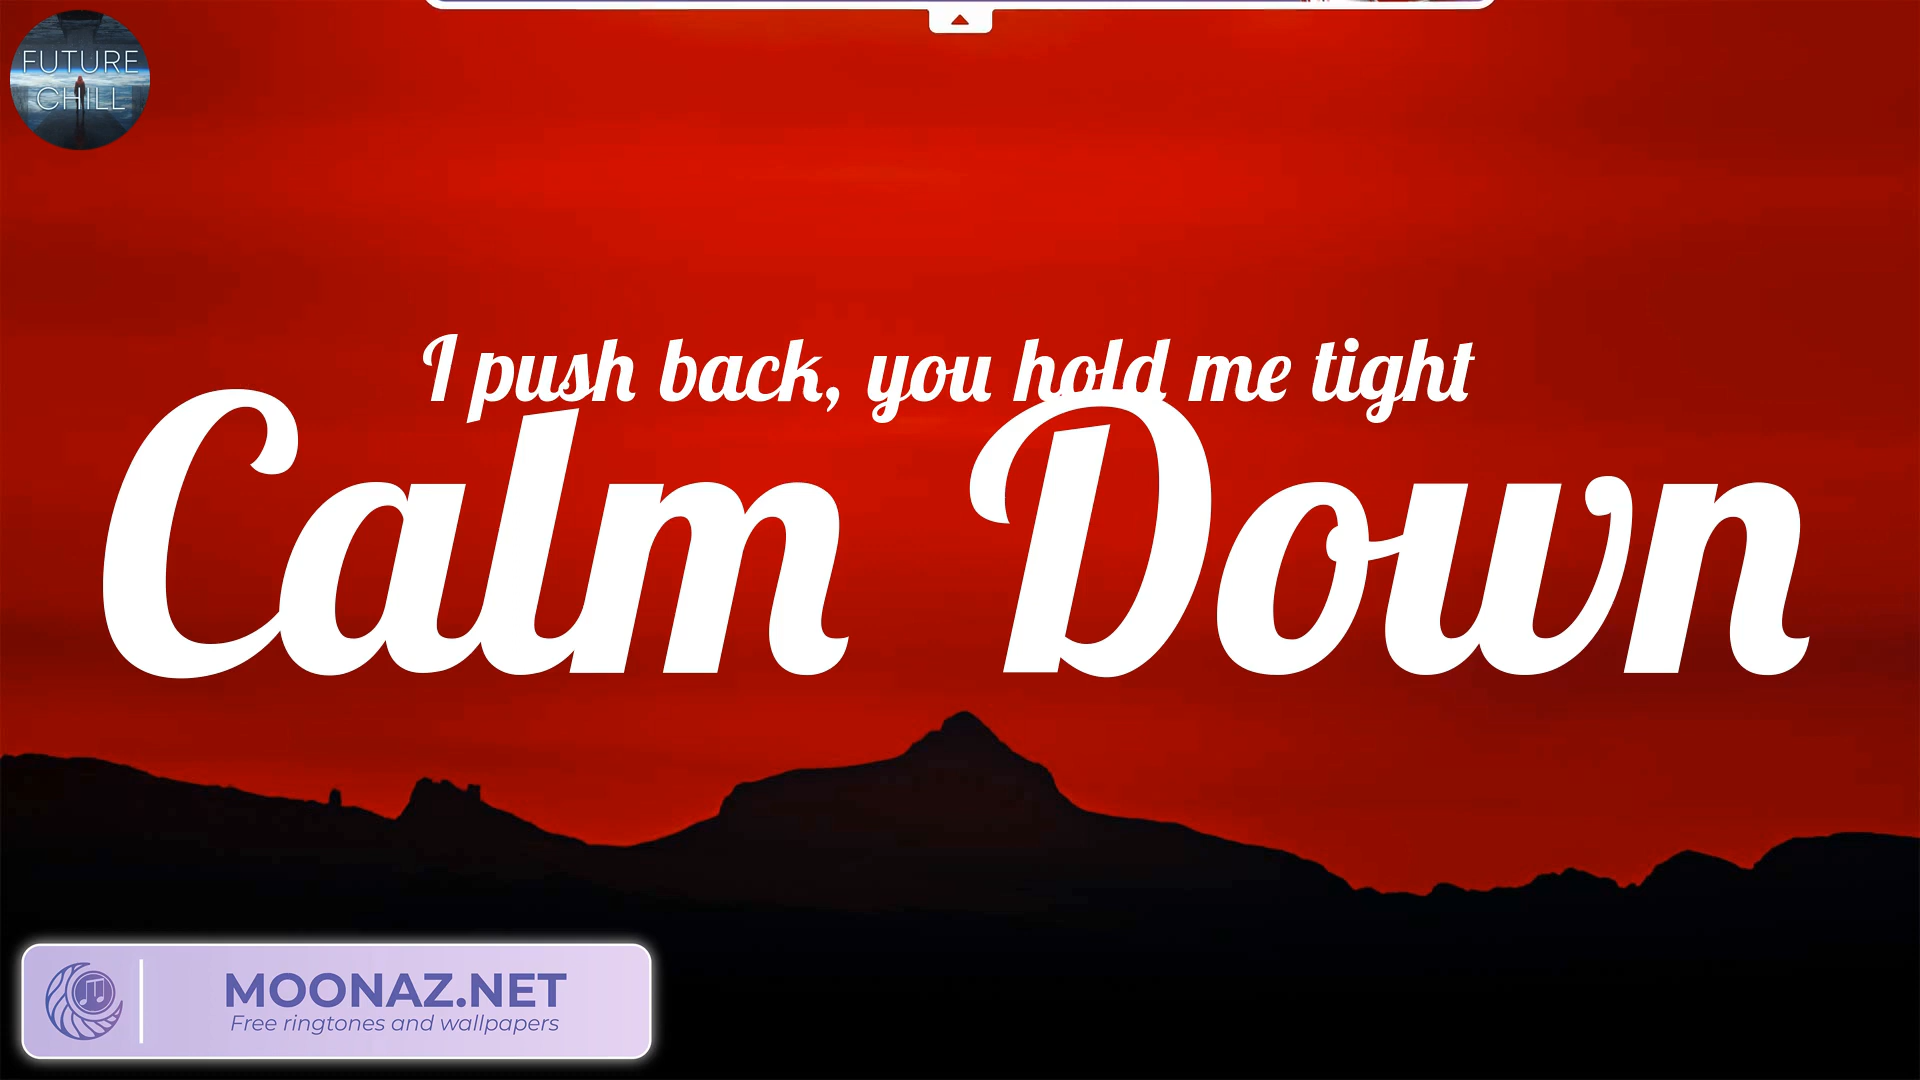 FUTURE
CHILL
I push back, you hold me tight
Calm Down
MOONAZ.NET
Free ringtones and wallpapers